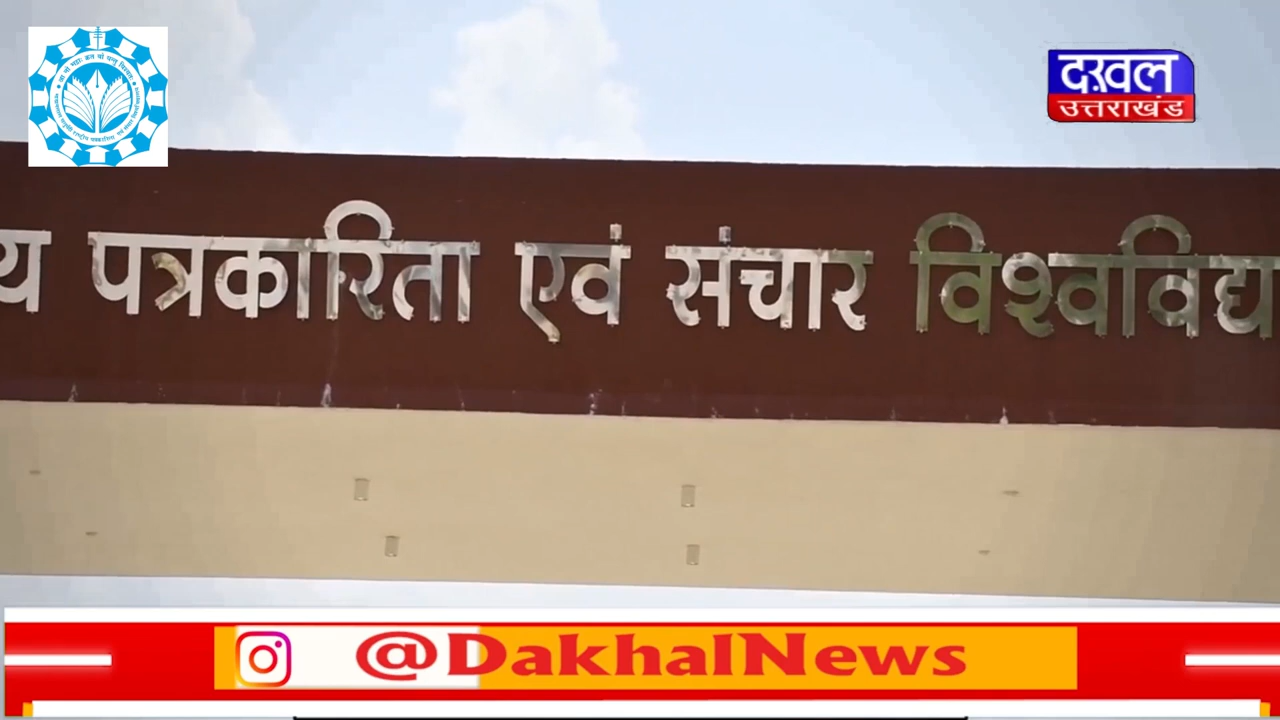 दख़ल
उत्तराखंड
य पत्रकारिता एवं संचार विश्वविद्य
@DakhalNews